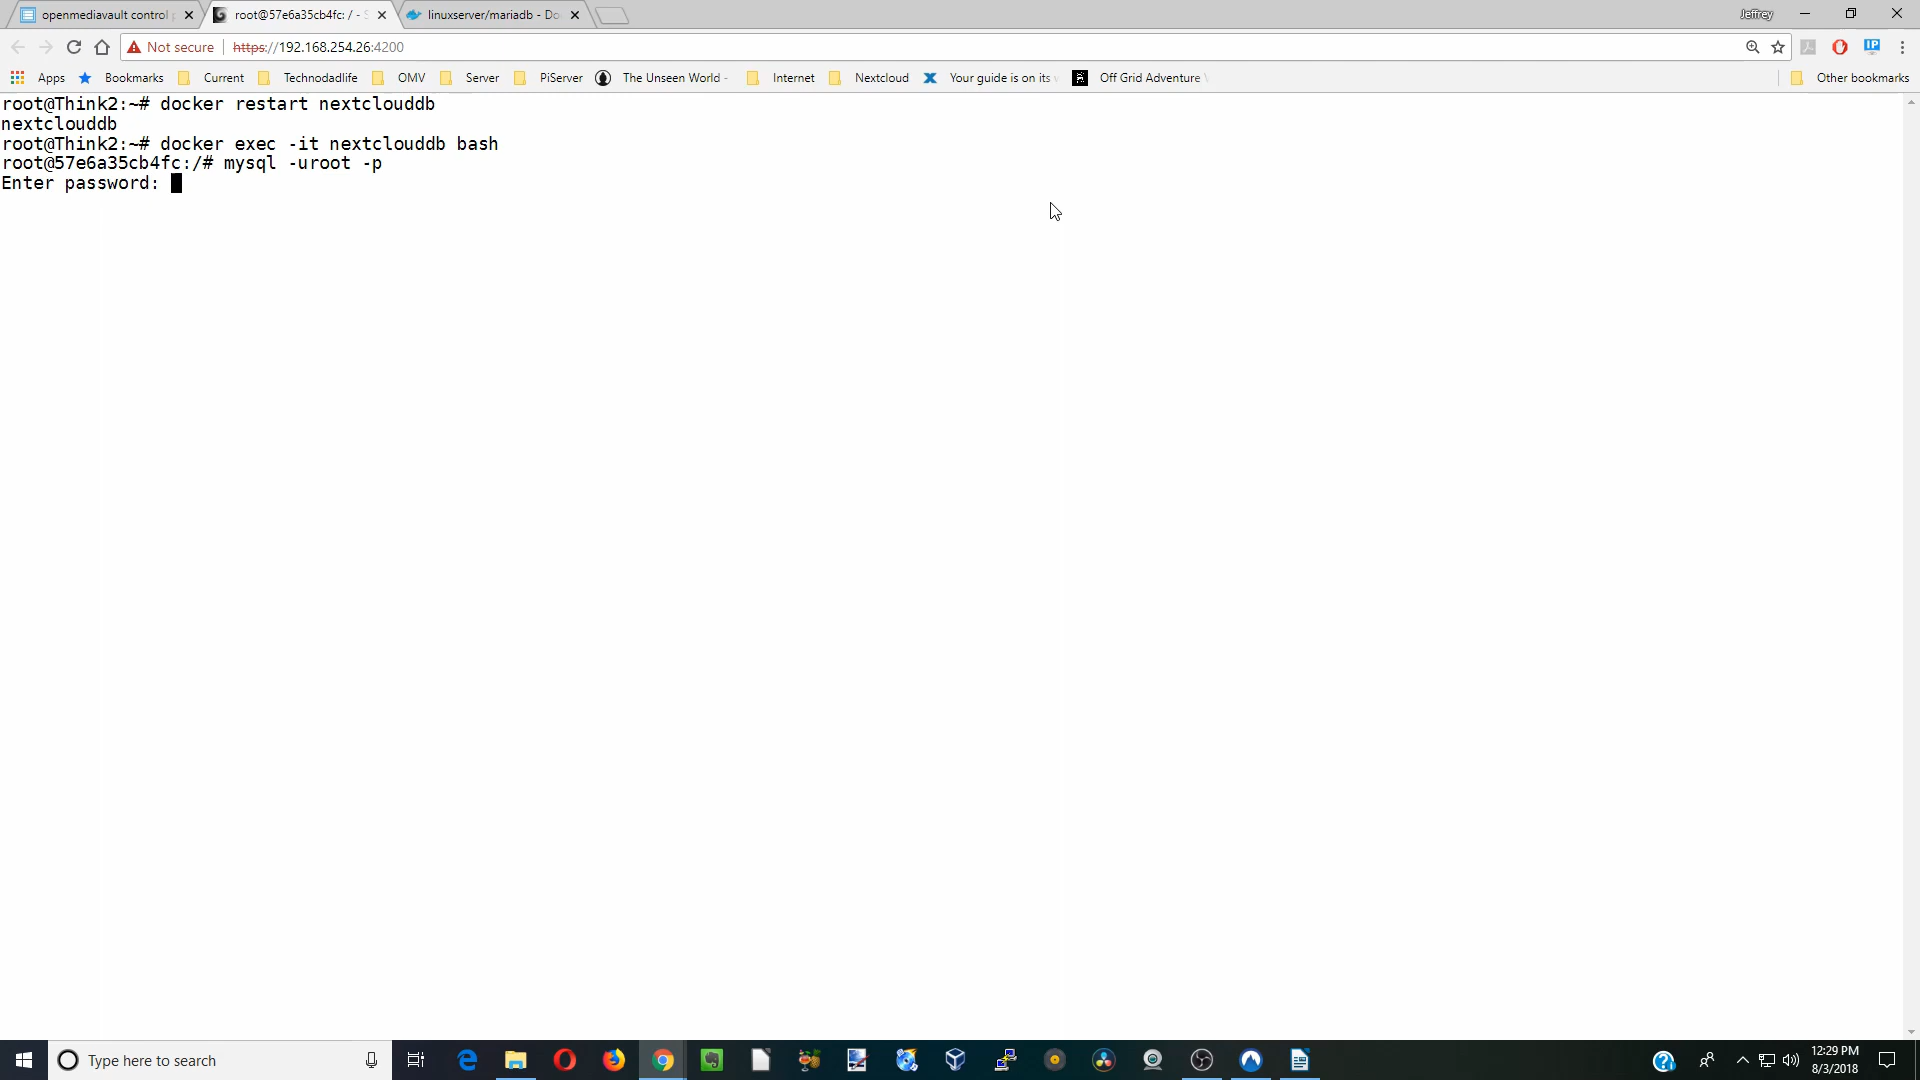 openmediavault control p
root@57e6a35cb4fc: / - S
linuxserver/mariadb - Do
Jeffrey
Not secure
https://192.168.254.26:4200
IP
Apps
Bookmarks
Current
Technodadlife
OMV
Server
PiServer
The Unseen World -
Internet
Nextcloud
Your guide is on its w
Off Grid Adventure
Other bookmarks
root@Think2:~# docker restart nextclouddb
nextclouddb
root@Think2:~# docker exec -it nextclouddb bash
root@57e6a35cb4fc:/# mysql -uroot -p
Enter password:
Type here to search
12:29 PM
8/3/2018